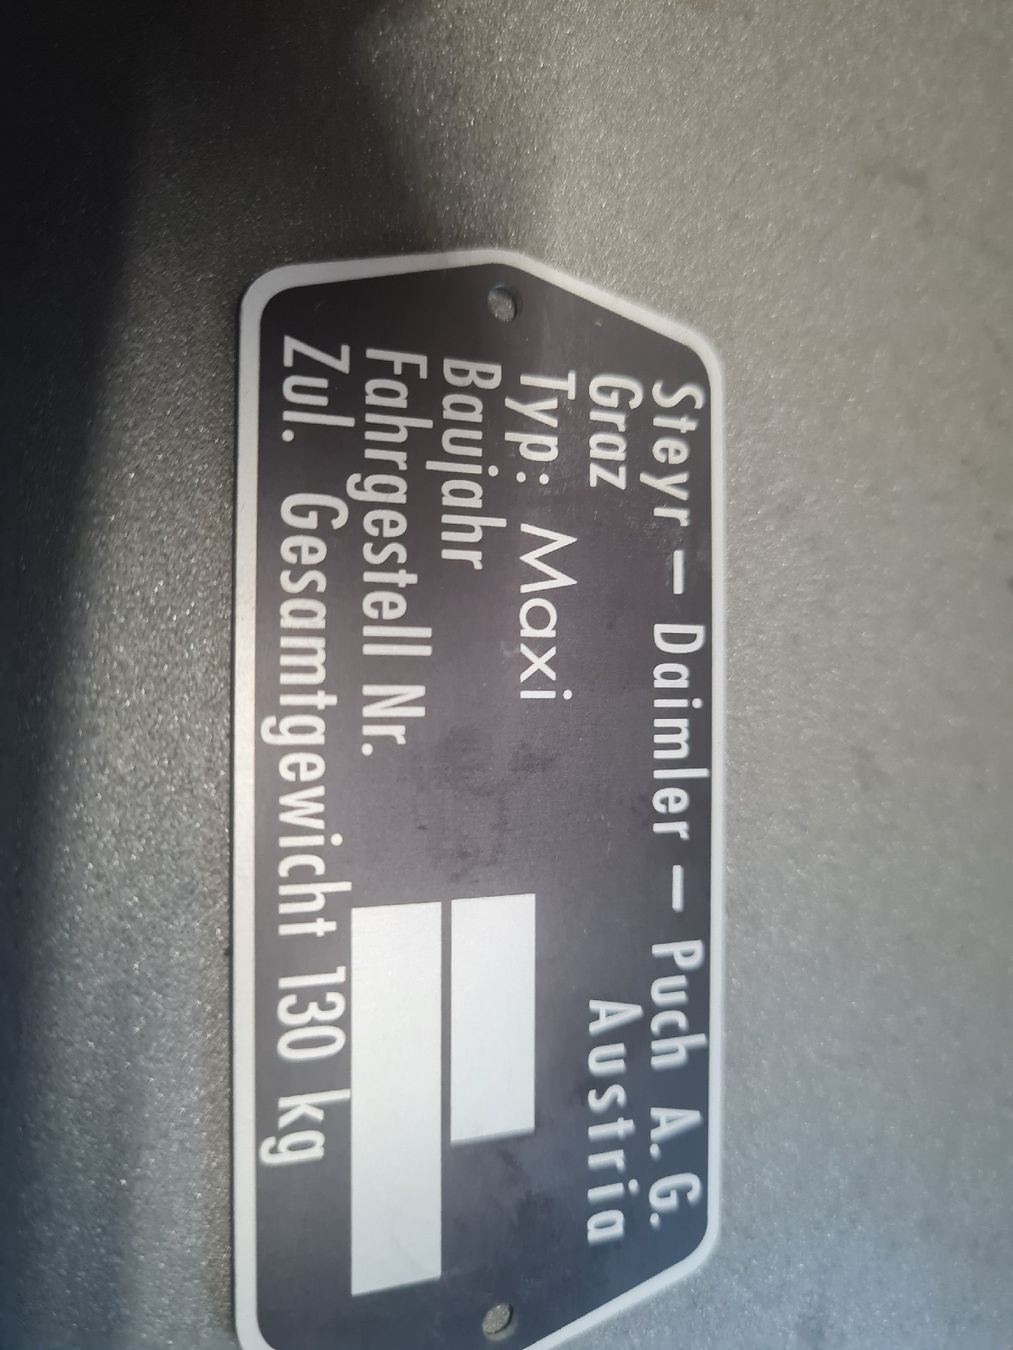 Steyr – Daimler – Puch A. G.
Graz Austria
Typ: Maxi
Baujahr
Fahrgestell Nr.
Zul. Gesamtgewicht 130 kg